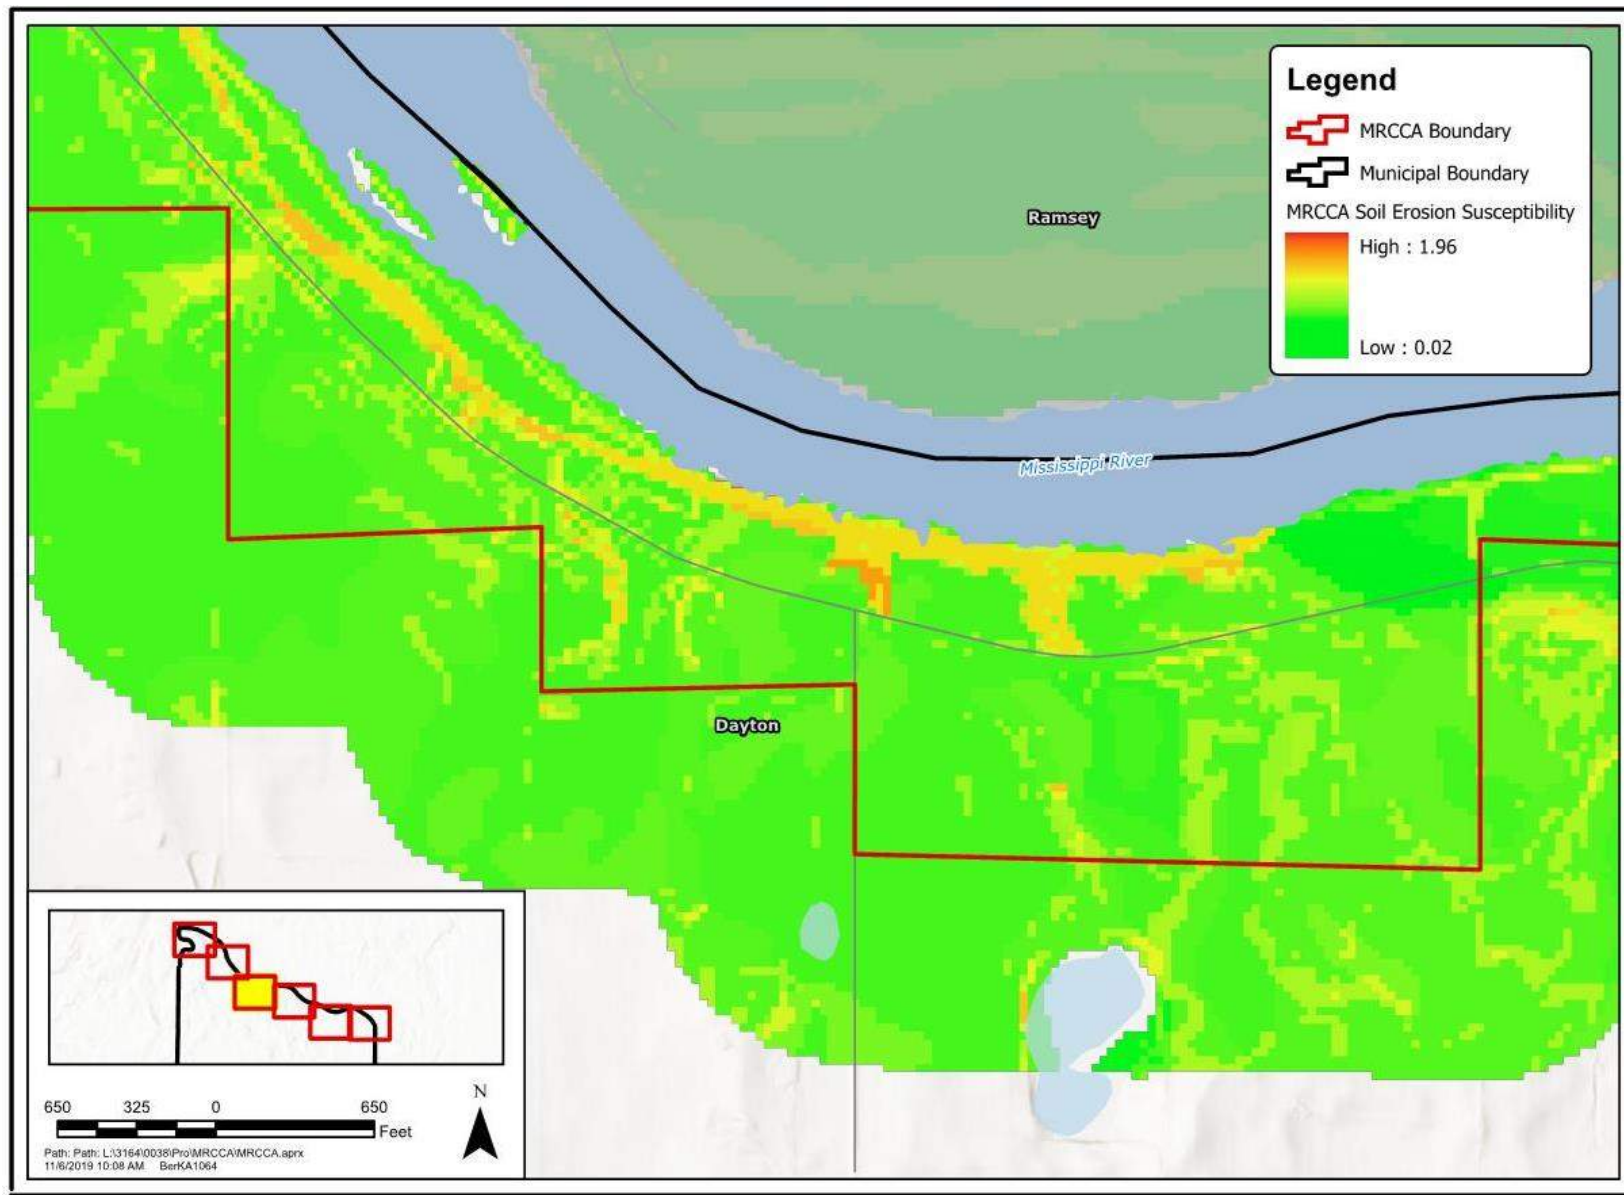 Legend
MRCCA Boundary
Municipal Boundary
MRCCA Soil Erosion Susceptibility
High : 1.96
Low : 0.02
Ramsey
Mississippi River
Dayton
N
650 325 0 650
Feet
Path: Path: L:\3164\0038\Pro\MRCCA\MRCCA.aprx
11/6/2019 10:08 AM BerKA1064